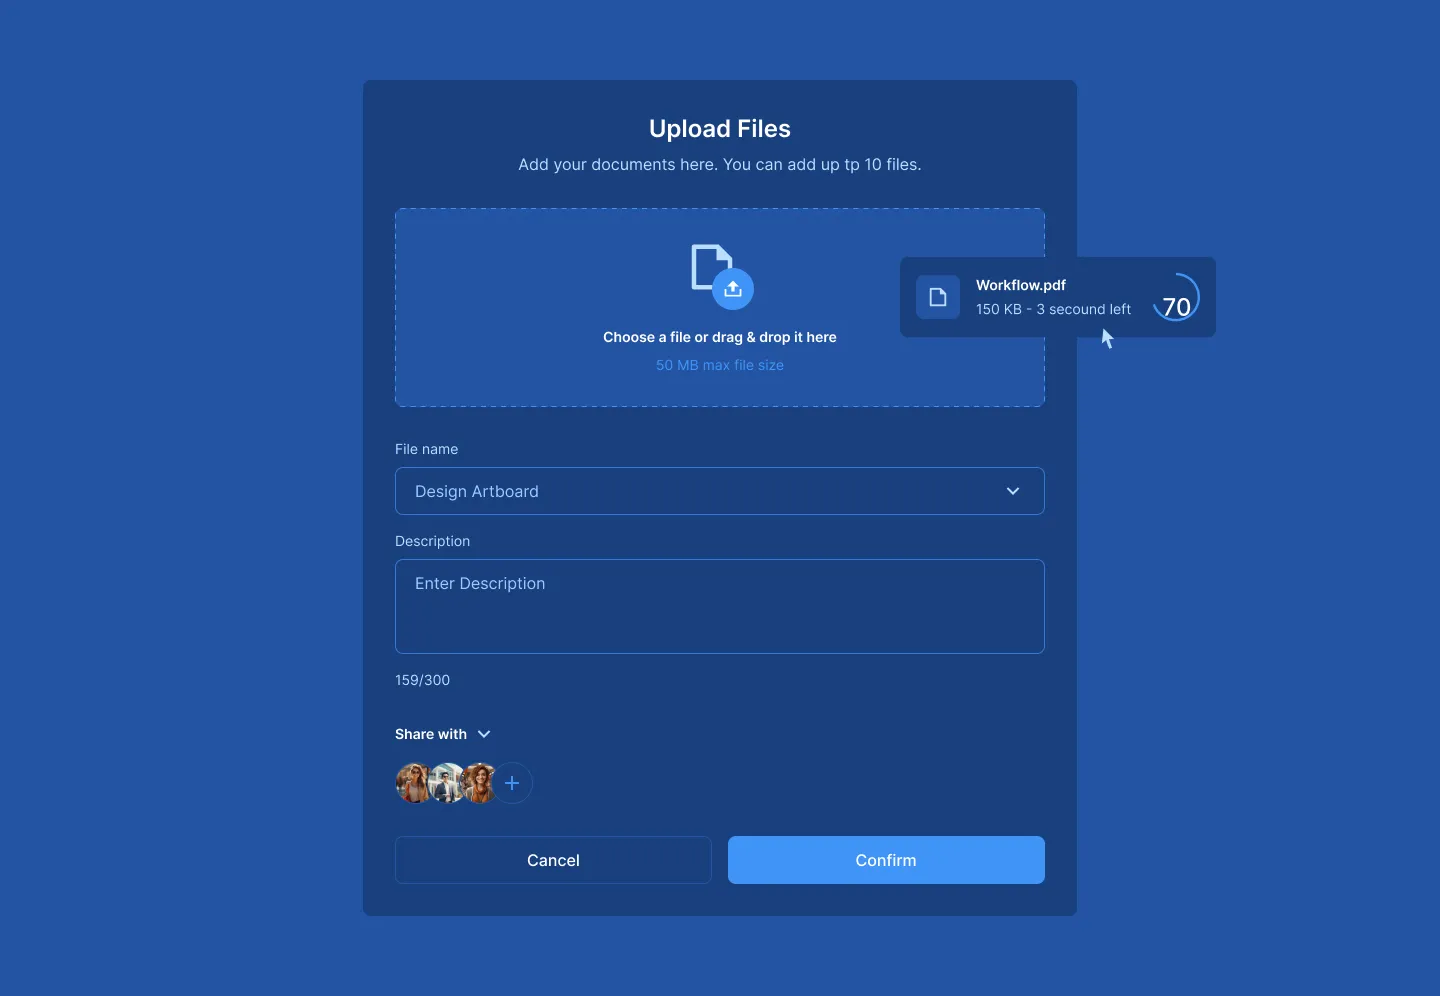 Upload Files
Add your documents here. You can add up tp 10 files.
Workflow.pdf
150 KB - 3 secound left
70
Choose a file or drag & drop it here
50 MB max file size
File name
Design Artboard
Description
Enter Description
159/300
Share with
Cancel
Confirm